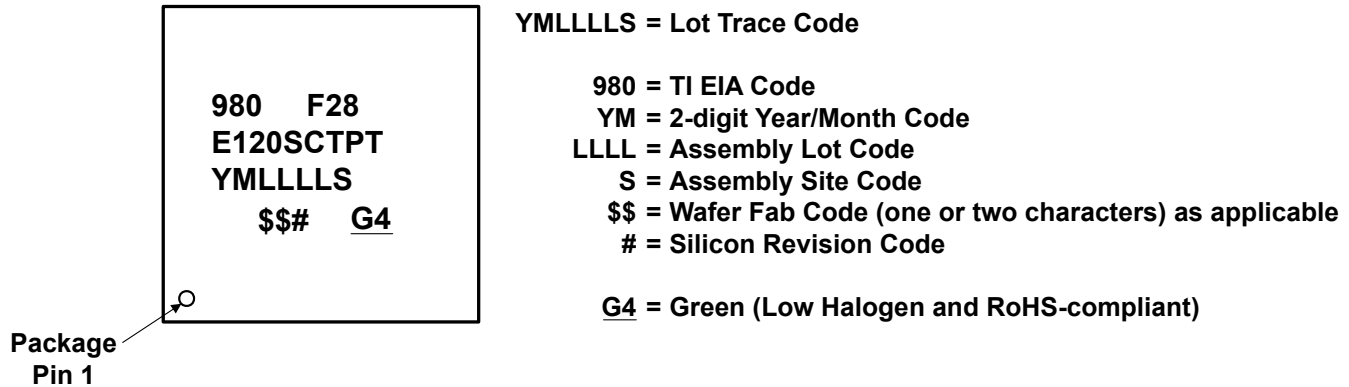 980 F28
E120SCTPT
YMLLLLS
$$# G4
Package
Pin 1
YMLLLLS = Lot Trace Code
980 = TI EIA Code
YM = 2-digit Year/Month Code
LLLL = Assembly Lot Code
S = Assembly Site Code
$$ = Wafer Fab Code (one or two characters) as applicable
# = Silicon Revision Code
G4 = Green (Low Halogen and RoHS-compliant)